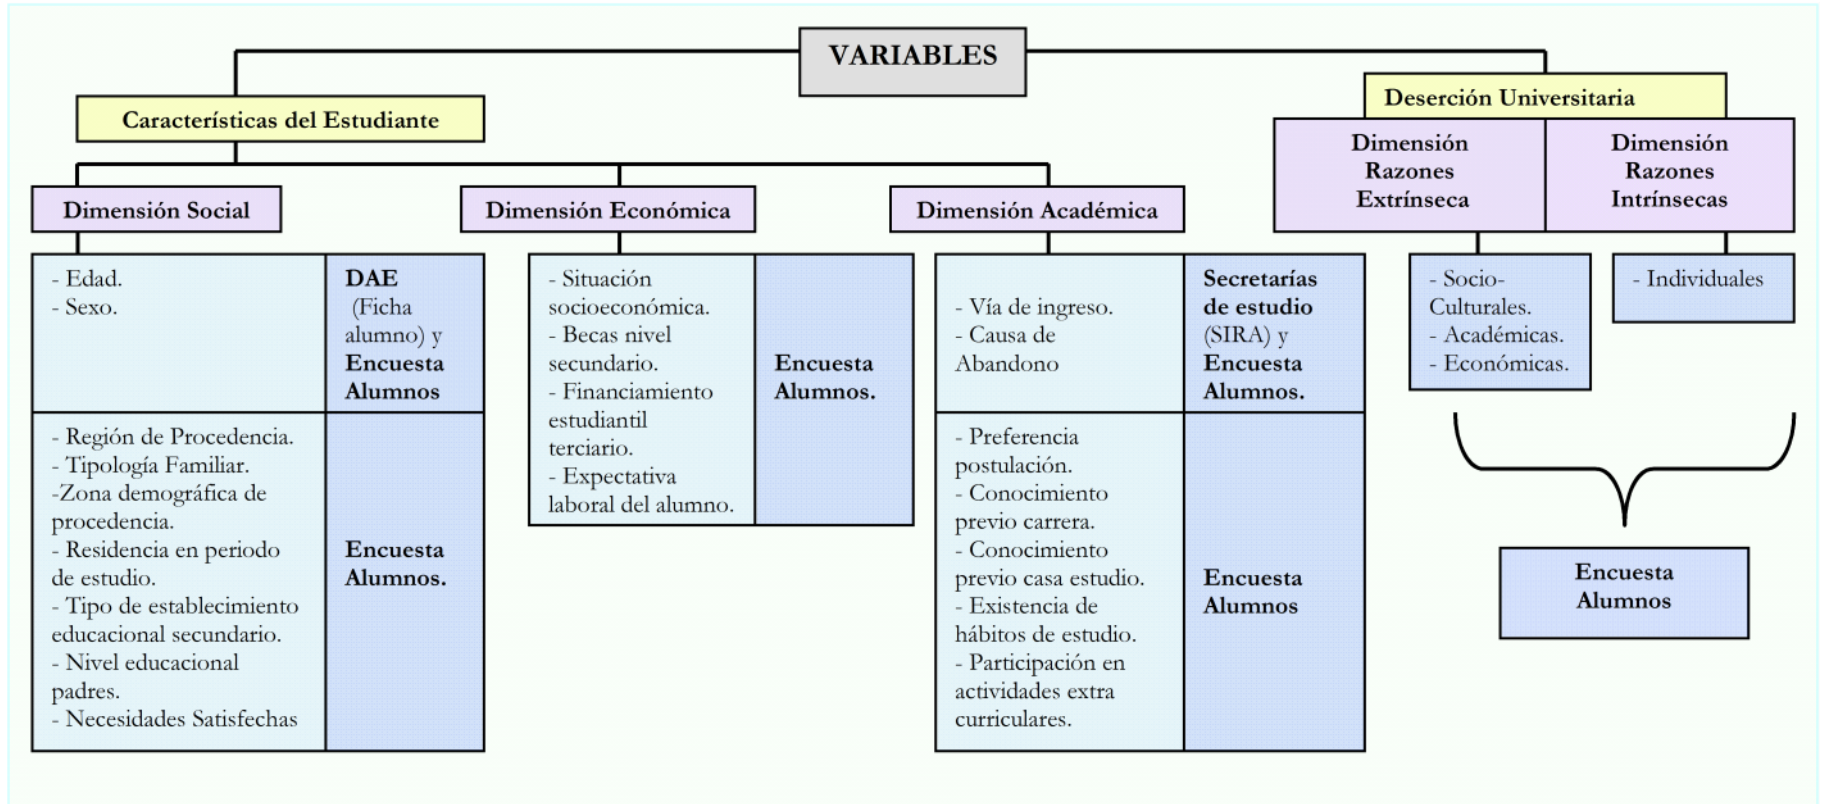 VARIABLES
Características del Estudiante
Deserción Universitaria
Dimensión Social
Dimensión Económica
Dimensión Académica
Dimensión
Razones
Extrínseca
Dimensión
Razones
Intrínsecas
- Edad.
- Sexo.
DAE
(Ficha
alumno) y
Encuesta
Alumnos
- Región de Procedencia.
- Tipología Familiar.
-Zona demográfica de
procedencia.
- Residencia en periodo
de estudio.
- Tipo de establecimiento
educacional secundario.
- Nivel educacional
padres.
- Necesidades Satisfechas
Encuesta
Alumnos.
- Situación
socioeconómica.
- Becas nivel
secundario.
- Financiamiento
estudiantil
terciario.
- Expectativa
laboral del alumno.
Encuesta
Alumnos.
- Vía de ingreso.
- Causa de
Abandono
Secretarías
de estudio
(SIRA) y
Encuesta
Alumnos.
- Preferencia
postulación.
- Conocimiento
previo carrera.
- Conocimiento
previo casa estudio.
- Existencia de
hábitos de estudio.
- Participación en
actividades extra
curriculares.
Encuesta
Alumnos
- Socio-
Culturales.
- Académicas.
- Económicas.
- Individuales
Encuesta
Alumnos